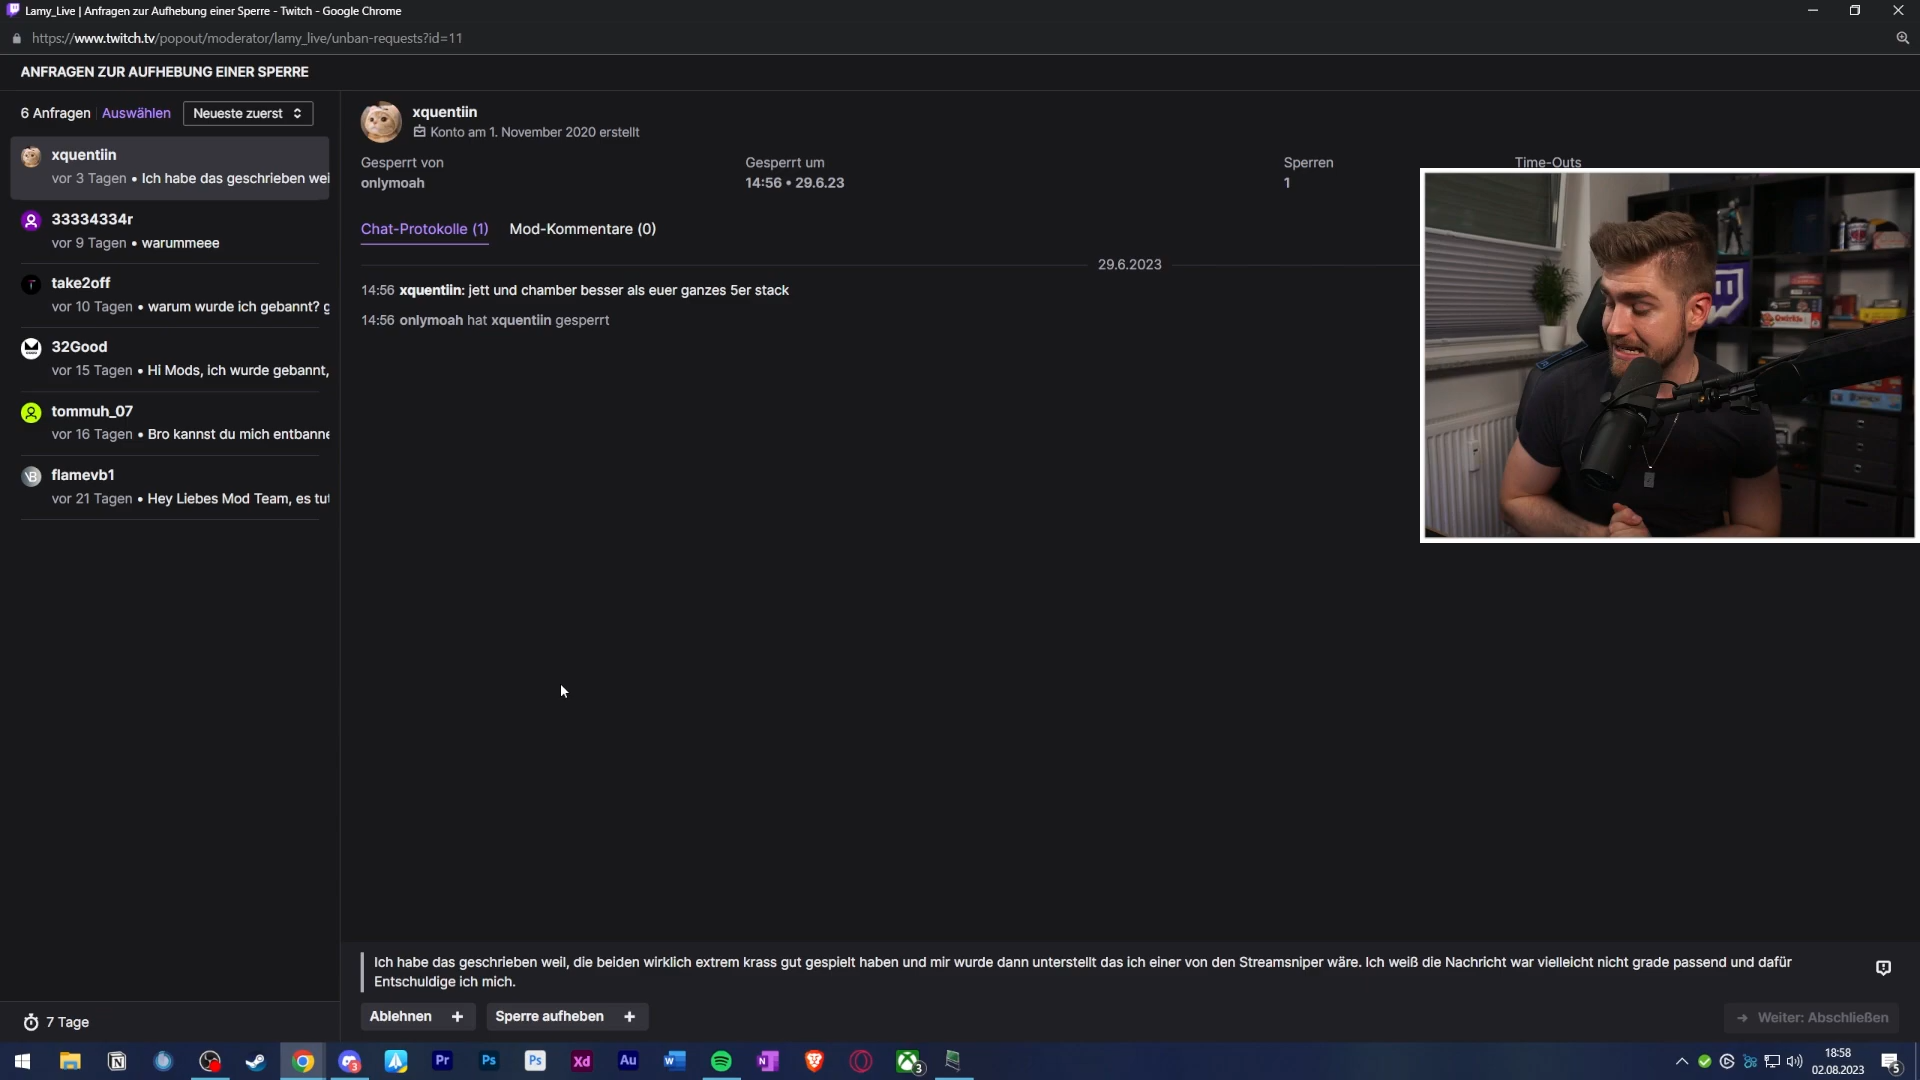 Lamy_Live | Anfragen zur Aufhebung einer Sperre - Twitch - Google Chrome
https://www.twitch.tv/popout/moderator/lamy_live/unban-requests?id=11
ANFRAGEN ZUR AUFHEBUNG EINER SPERRE
6 Anfragen Auswählen Neueste zuerst
xquentiin
vor 3 Tagen • Ich habe das geschrieben wei
33334334r
vor 9 Tagen • warummeee
take2off
vor 10 Tagen • warum wurde ich gebannt? g
32Good
vor 15 Tagen • Hi Mods, ich wurde gebannt,
tommuh_07
vor 16 Tagen • Bro kannst du mich entbanne
flamevb1
vor 21 Tagen • Hey Liebes Mod Team, es tut
7 Tage
xquentiin
Konto am 1. November 2020 erstellt
Gesperrt von Gesperrt um Sperren Time-Outs
onlymoah 14:56 • 29.6.23 1
Chat-Protokolle (1) Mod-Kommentare (0)
29.6.2023
14:56 xquentiin: jett und chamber besser als euer ganzes 5er stack
14:56 onlymoah hat xquentiin gesperrt
Ich habe das geschrieben weil, die beiden wirklich extrem krass gut gespielt haben und mir wurde dann unterstellt das ich einer von den Streamsniper wäre. Ich weiß die Nachricht war vielleicht nicht grade passend und dafür
Entschuldige ich mich.
Ablehnen + Sperre aufheben + → Weiter: Abschließen
3 Pr Ps Ps Xd Au W N 3
18:58
02.08.2023
5